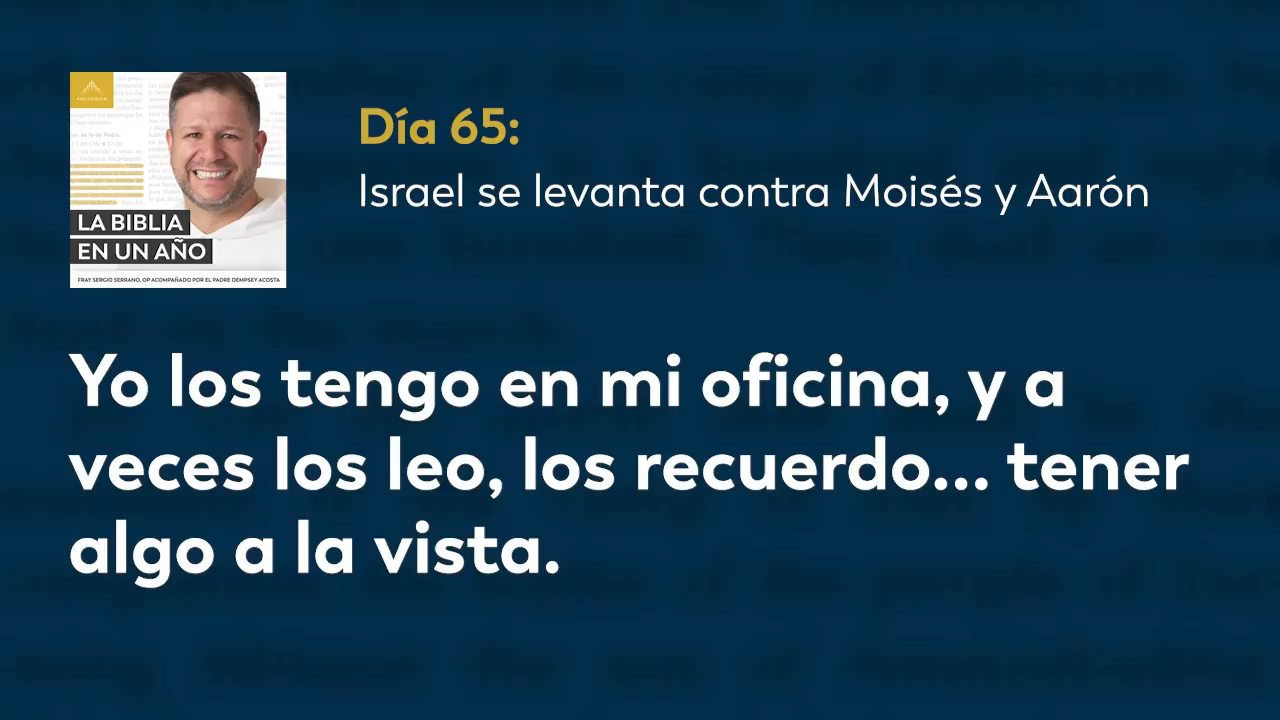 ASCENSION
LA BIBLIA
EN UN AÑO
FRAY SERGIO SERRANO, OP ACOMPAÑADO POR EL PADRE DEMPSEY ACOSTA
Día 65:
Israel se levanta contra Moisés y Aarón
Yo los tengo en mi oficina, y a
veces los leo, los recuerdo... tener
algo a la vista.